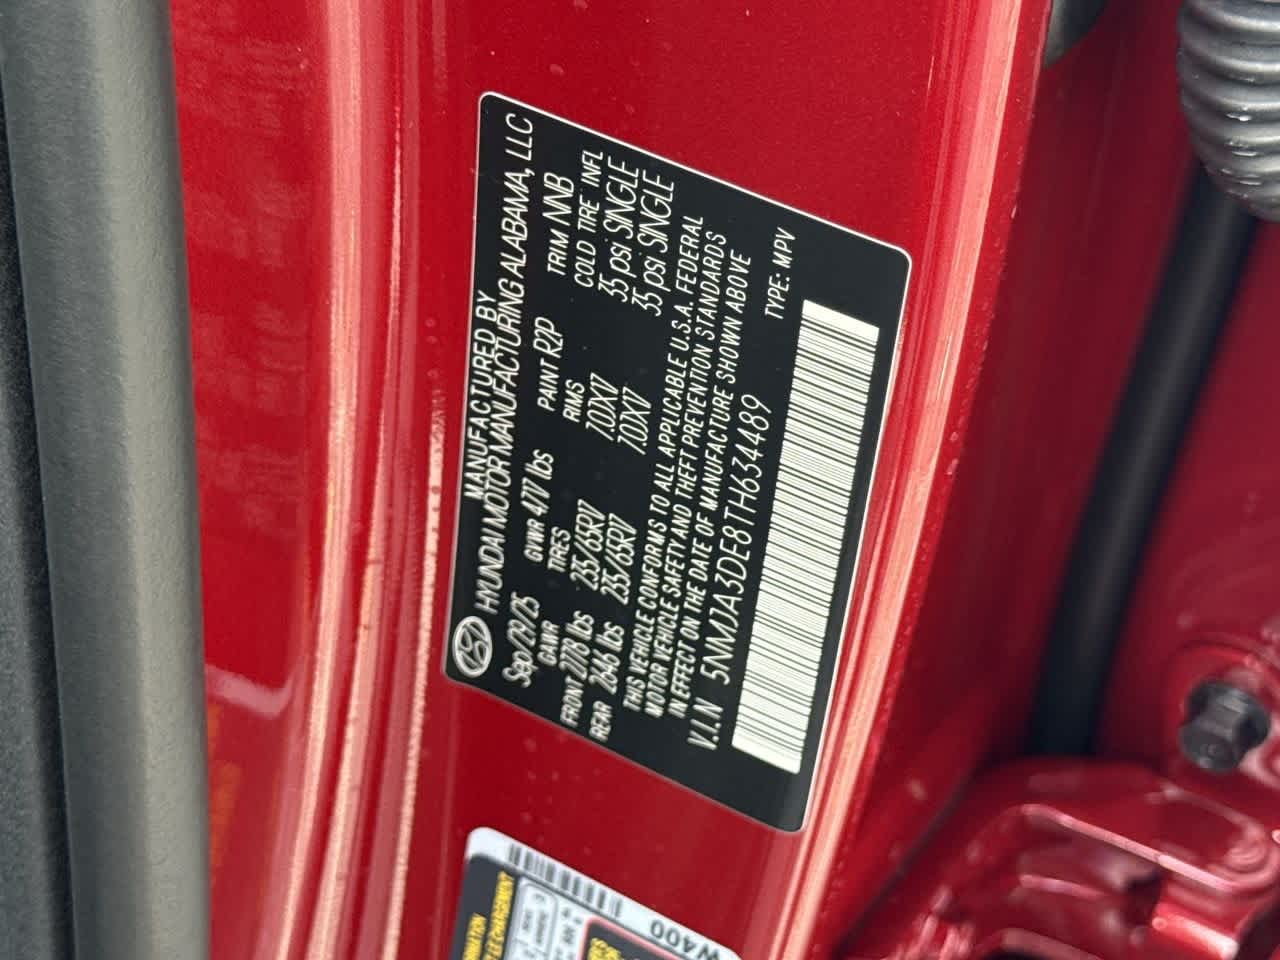 MANUFACTURED BY
HYUNDAI MOTOR MANUFACTURING ALABAMA, LLC
Sep/29/25 GVWR 4717 lbs PAINT R2P TRIM NNB
GAWR TIRES RIMS COLD TIRE INFL
FRONT 2778 lbs 235/65R17 7.0JX17 35 psi SINGLE
REAR 2646 lbs 235/65R17 7.0JX17 35 psi SINGLE
THIS VEHICLE CONFORMS TO ALL APPLICABLE U.S.A. FEDERAL
MOTOR VEHICLE SAFETY AND THEFT PREVENTION STANDARDS
IN EFFECT ON THE DATE OF MANUFACTURE SHOWN ABOVE
V.I.N 5NMJA3DE8TH634489 TYPE: MPV
W400